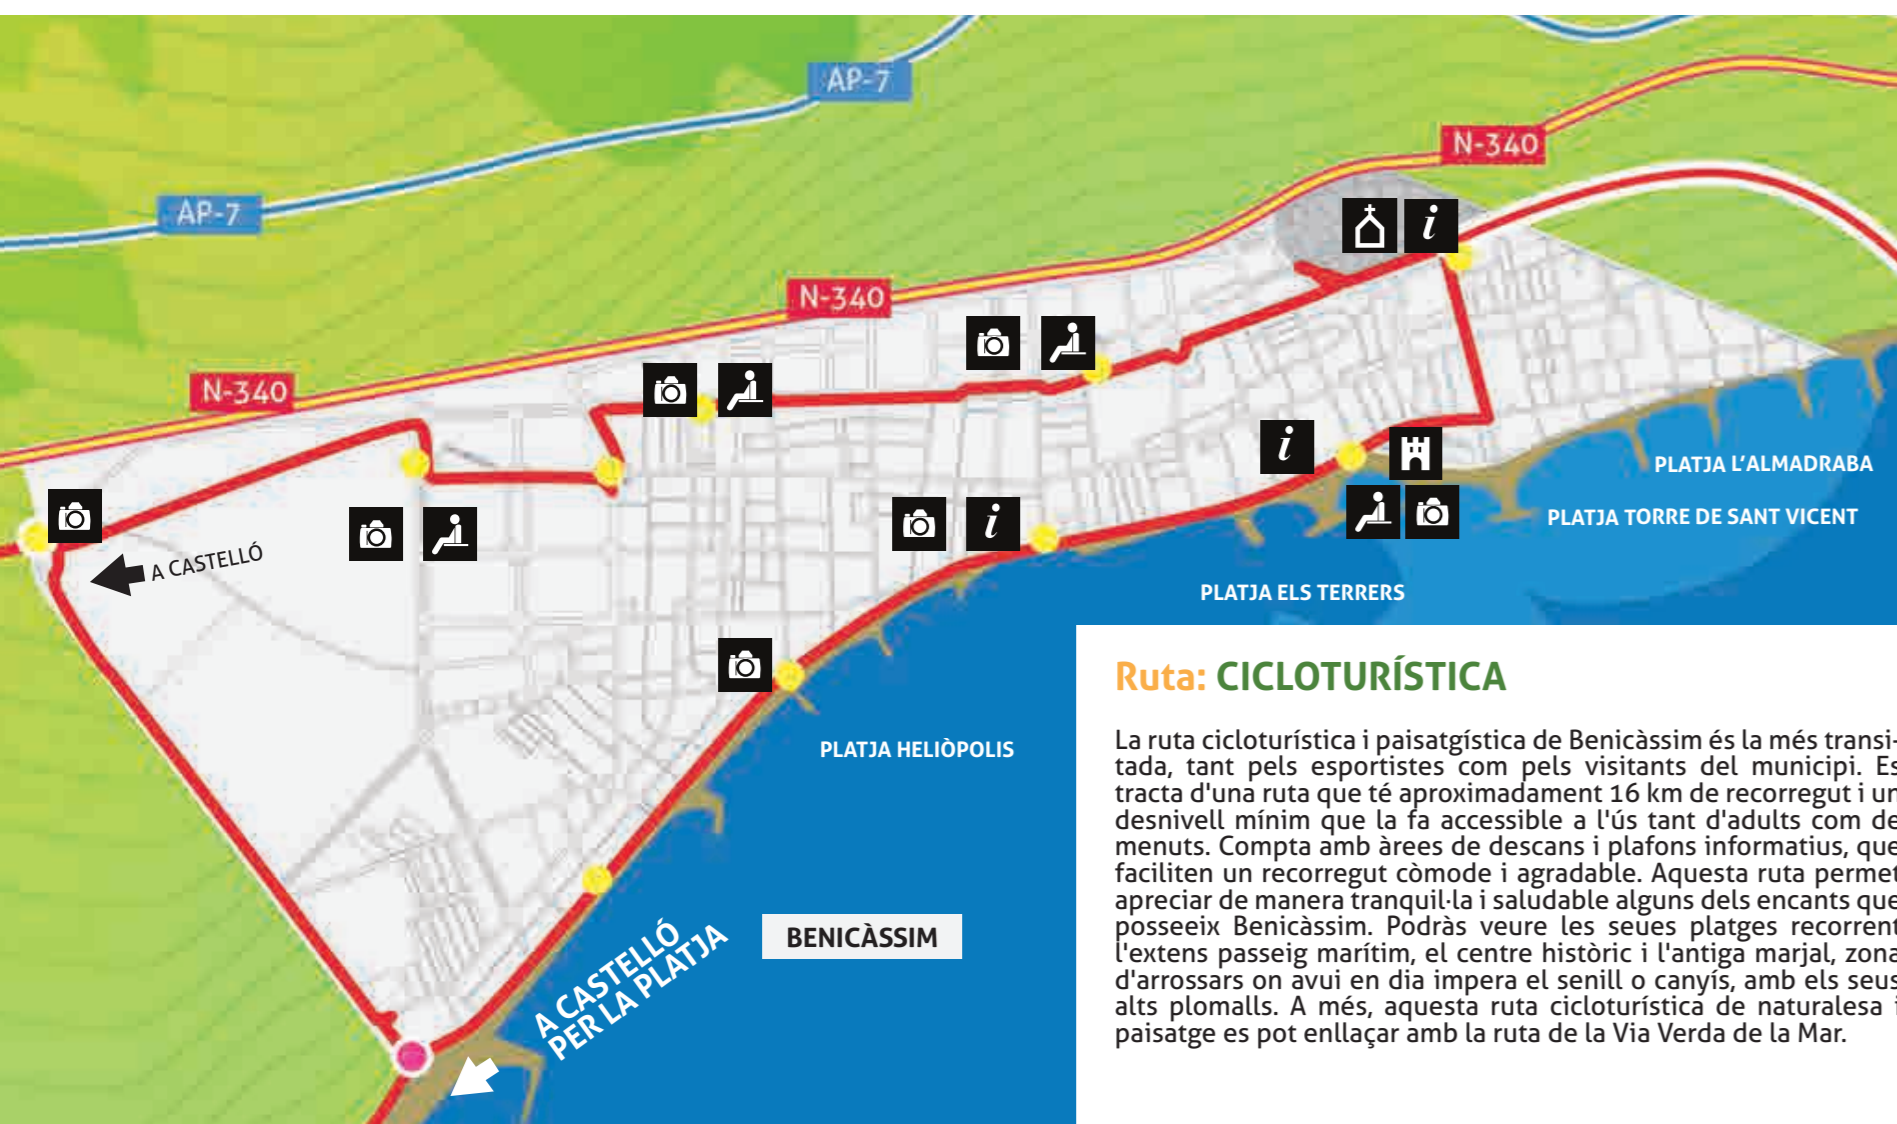 AP-7
AP-7
N-340
N-340
N-340
i
i
i
A CASTELLÓ
PLATJA L'ALMADRABA
PLATJA TORRE DE SANT VICENT
PLATJA ELS TERRERS
PLATJA HELIÒPOLIS
A CASTELLÓ
PER LA PLATJA
BENICÀSSIM
Ruta: CICLOTURÍSTICA
La ruta cicloturística i paisatgística de Benicàssim és la més transi-
tada, tant pels esportistes com pels visitants del municipi. Es
tracta d'una ruta que té aproximadament 16 km de recorregut i un
desnivell mínim que la fa accessible a l'ús tant d'adults com de
menuts. Compta amb àrees de descans i plafons informatius, que
faciliten un recorregut còmode i agradable. Aquesta ruta permet
apreciar de manera tranquil·la i saludable alguns dels encants que
posseeix Benicàssim. Podràs veure les seues platges recorrent
l'extens passeig marítim, el centre històric i l'antiga marjal, zona
d'arrossars on avui en dia impera el senill o canyís, amb els seus
alts plomalls. A més, aquesta ruta cicloturística de naturalesa i
paisatge es pot enllaçar amb la ruta de la Via Verda de la Mar.